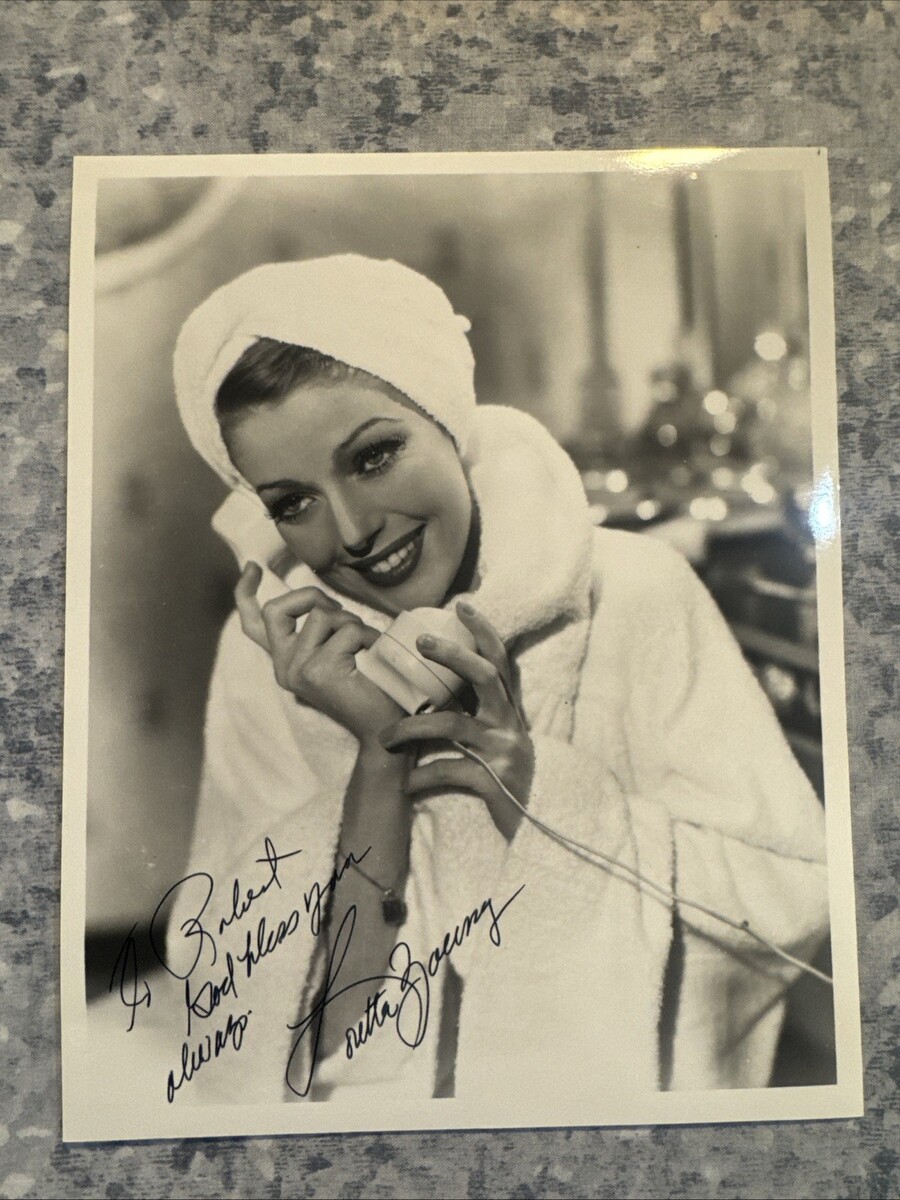 To Robert
God bless you
always.
Loretta Young